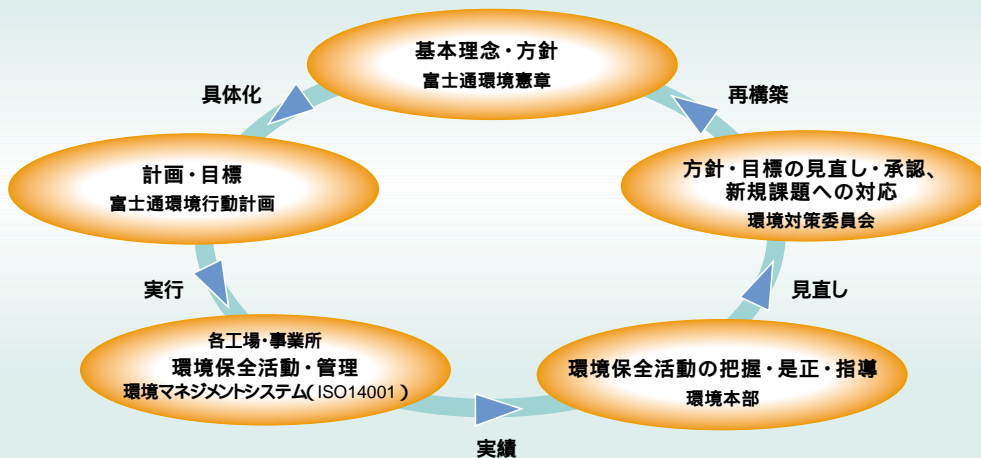 基本理念・方針
富士通環境憲章
具体化
再構築
計画・目標
富士通環境行動計画
方針・目標の見直し・承認、
新規課題への対応
環境対策委員会
実行
見直し
各工場・事業所
環境保全活動・管理
環境マネジメントシステム(ISO14001)
環境保全活動の把握・是正・指導
環境本部
実績